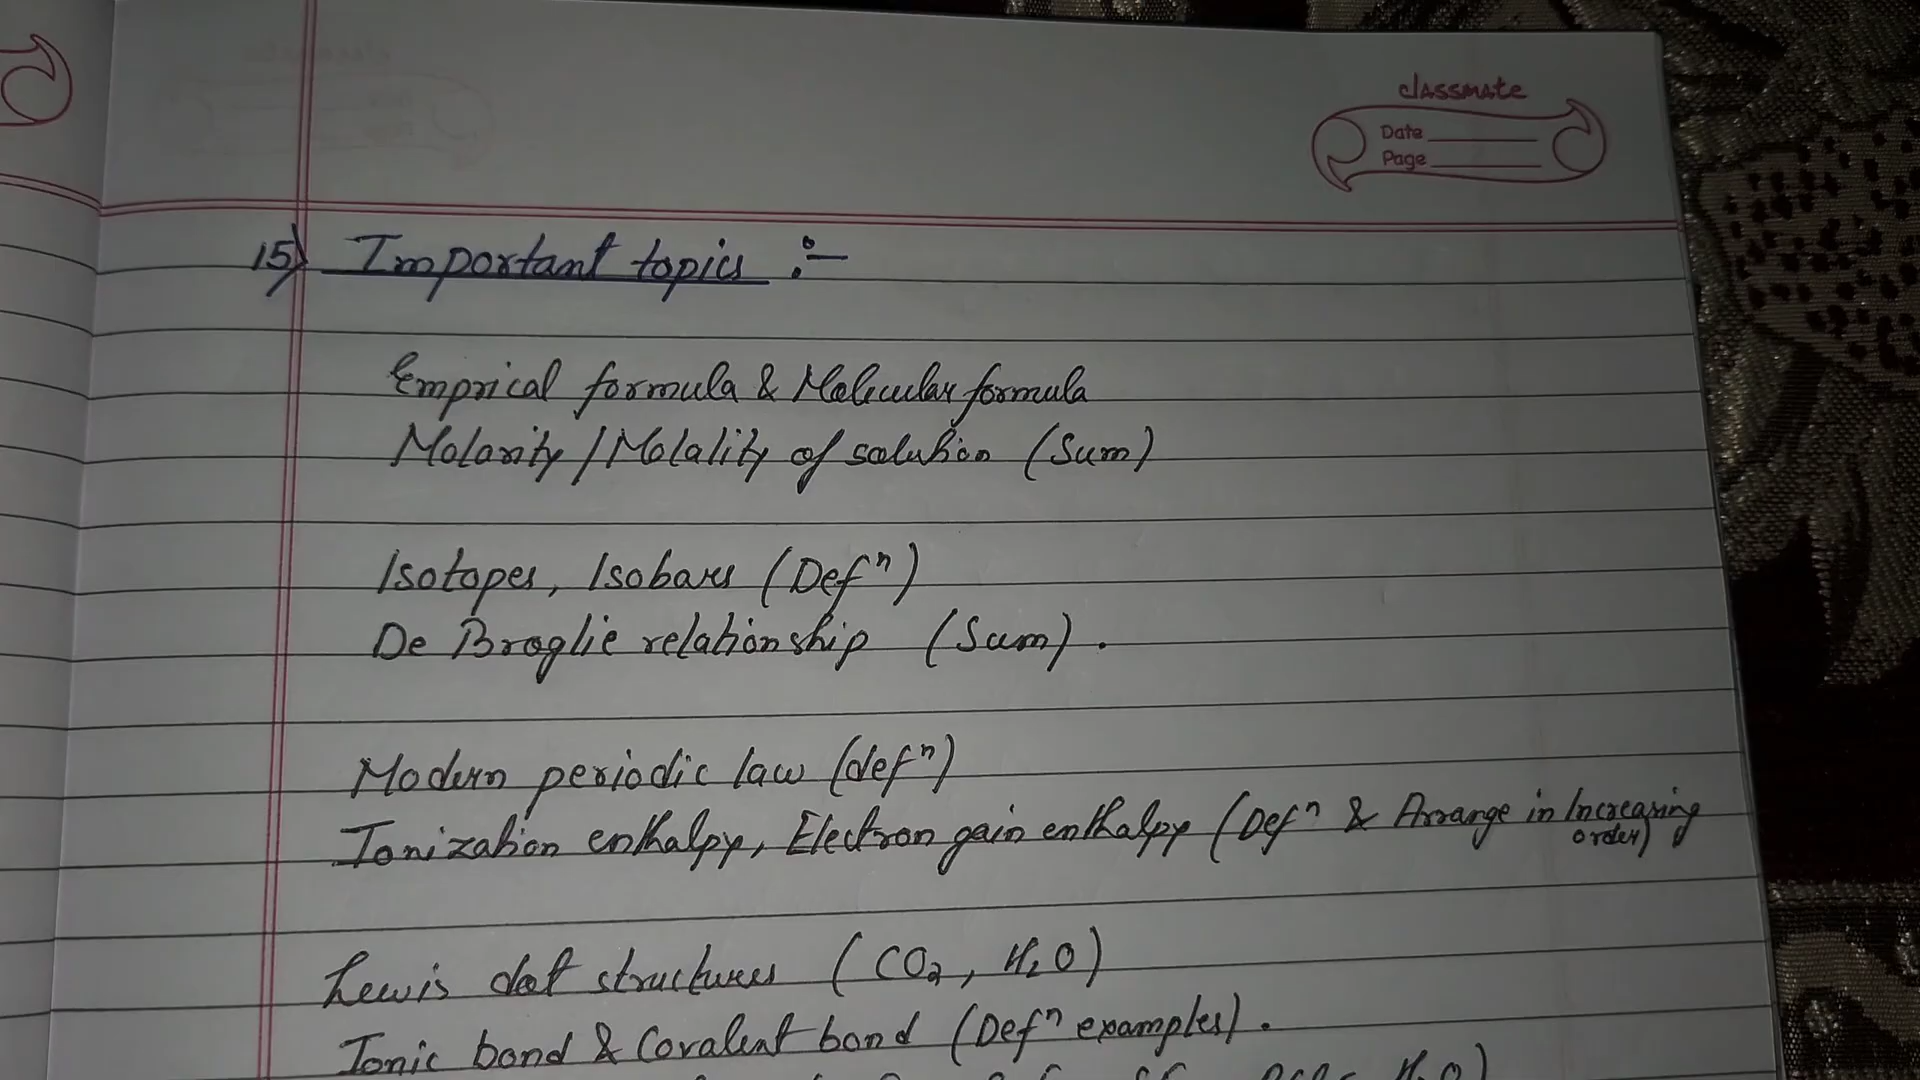 classmate
Date
Page
15) Important topics :-
Emprical formula & Molecular formula
Molarity / Molality of solution (Sum)
Isotopes, Isobars (Defⁿ)
De Broglie relationship (Sum).
Modern periodic law (defⁿ)
Ionization enthalpy, Electron gain enthalpy (Defⁿ & Arrange in Increasing order)
Lewis dot structures (CO₂, H₂O)
Ionic bond & Covalent bond (Defⁿ examples).
H₂O)